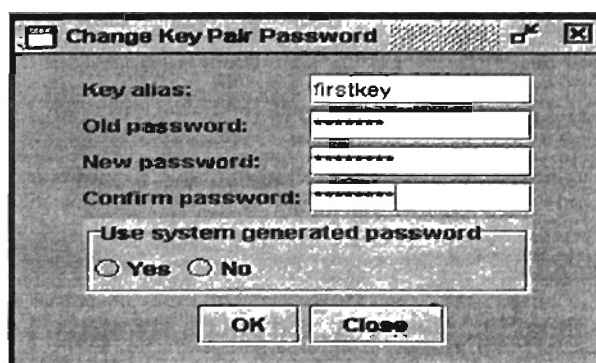 Change Key Pair Password
Key alias: firstkey
Old password: *******
New password: ********
Confirm password: ********
Use system generated password
Yes No
OK Close